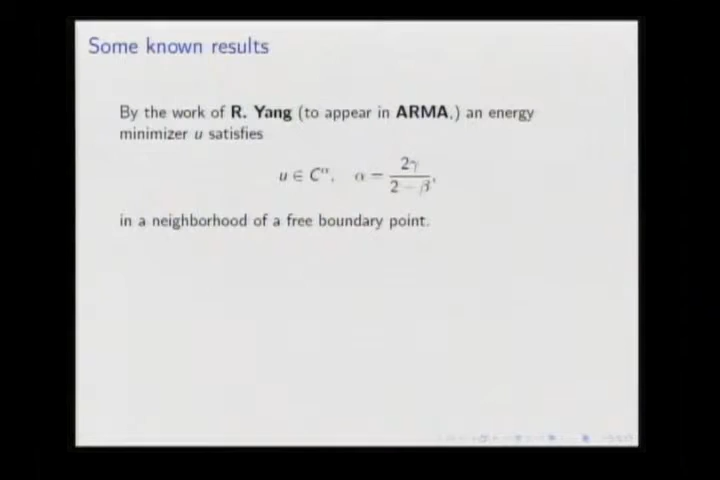 Some known results
By the work of R. Yang (to appear in ARMA,) an energy
minimizer u satisfies
u ∈ C^α, α = 2γ / (2 − β),
in a neighborhood of a free boundary point.